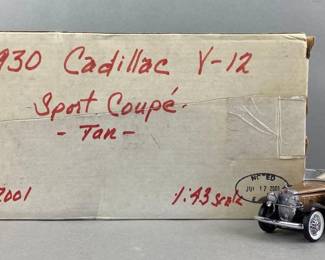 930 Cadillac V-12
Sport Coupé.
- Tan -
2001
1:43 Scale
JUL 17 2001